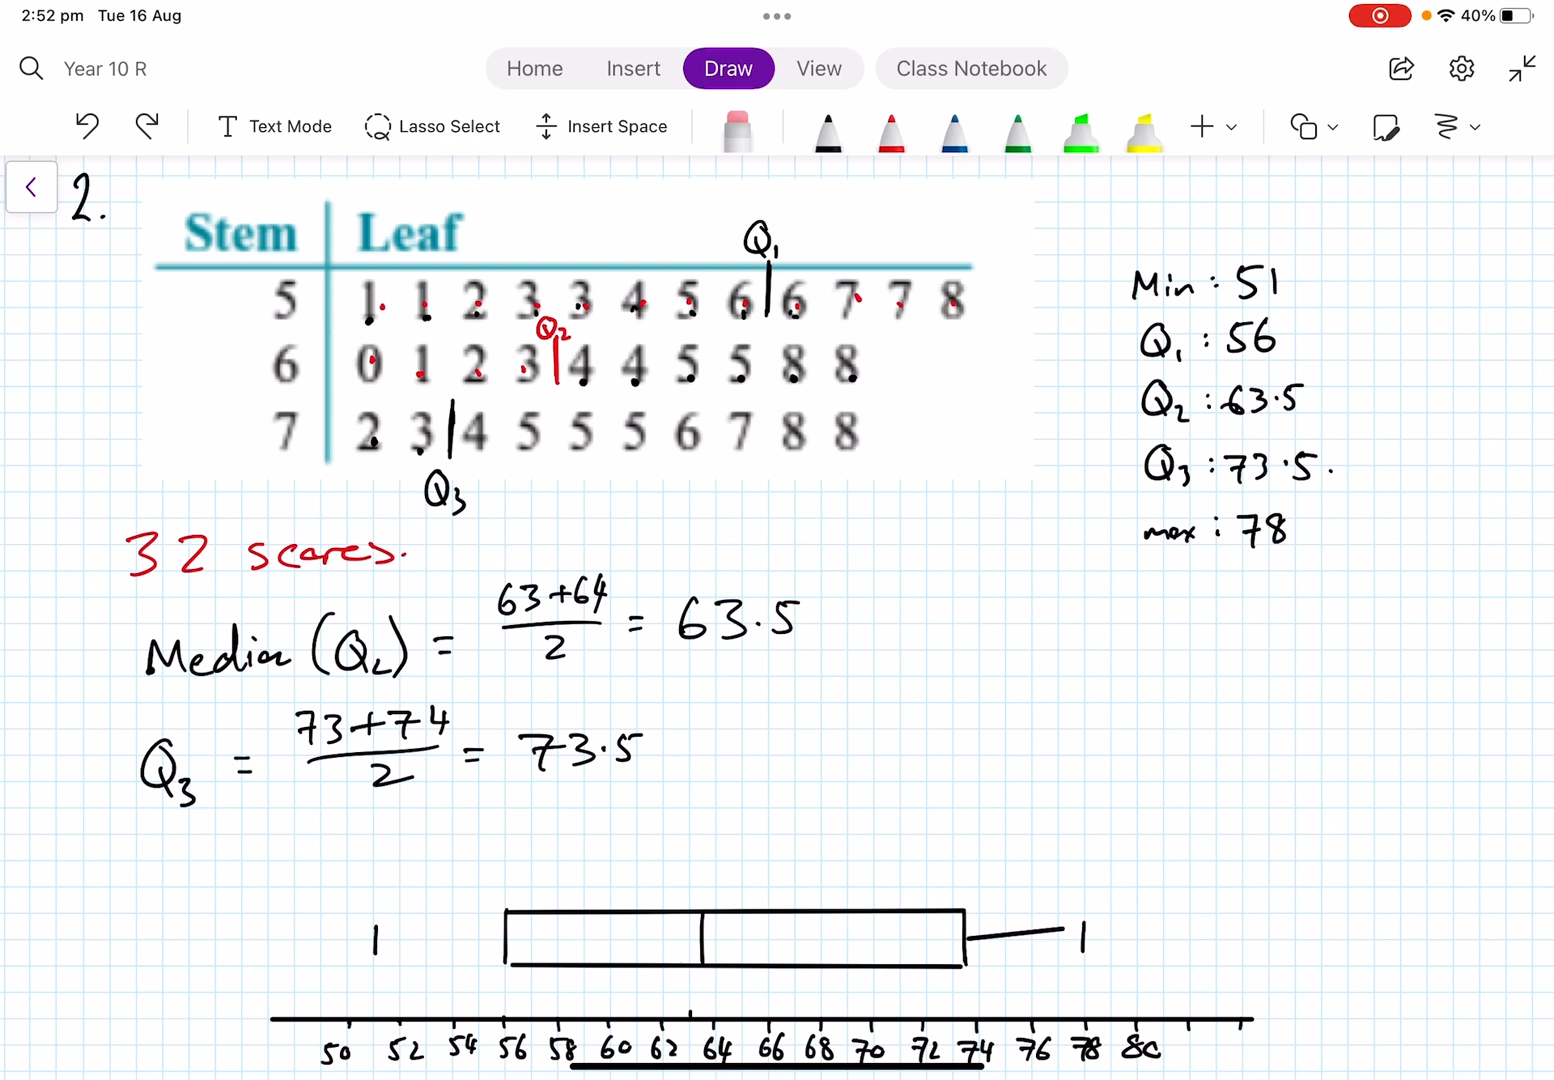 2:52 pm Tue 16 Aug
40%
Year 10 R
Home Insert Draw View Class Notebook
Text Mode Lasso Select Insert Space
2.
Stem Leaf
Q1
5 1 1 2 3 3 4 5 6 6 7 7 8
Q2
6 0 1 2 3 4 4 5 5 8 8
7 2 3 4 5 5 5 6 7 8 8
Q3
Min : 51
Q1 : 56
Q2 : 63.5
Q3 : 73.5.
max : 78
32 scores.
Median (Q2) = 63+64 / 2 = 63.5
Q3 = 73+74 / 2 = 73.5
50 52 54 56 58 60 62 64 66 68 70 72 74 76 78 80